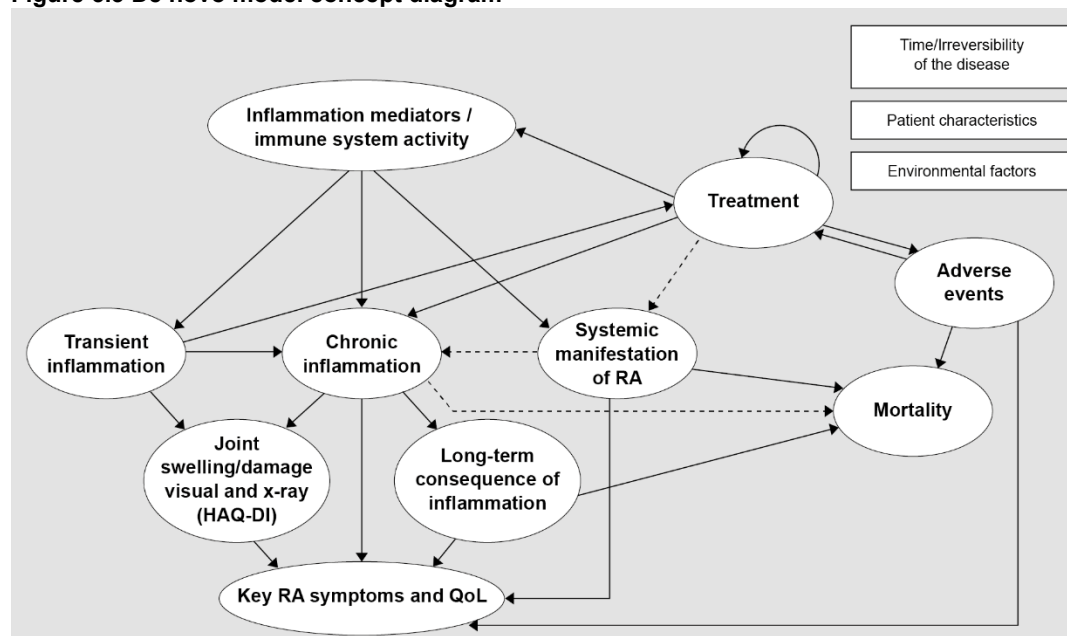 Figure De novo model concept diagram
Time/Irreversibility
of the disease
Patient characteristics
Environmental factors
Inflammation mediators /
immune system activity
Treatment
Adverse
events
Transient
inflammation
Chronic
inflammation
Systemic
manifestation
of RA
Mortality
Joint
swelling/damage
visual and x-ray
(HAQ-DI)
Long-term
consequence of
inflammation
Key RA symptoms and QoL